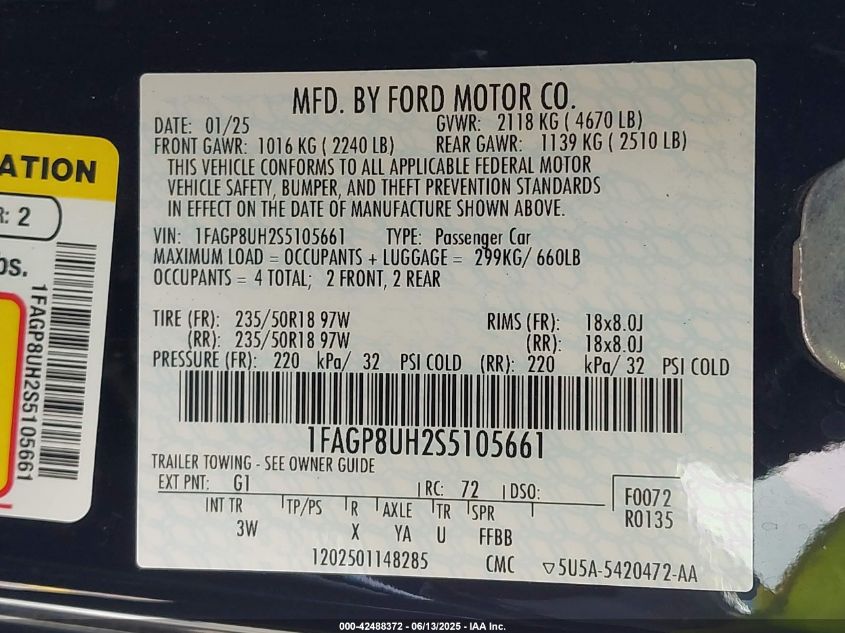 ATION
R: 2
bs.
1FAGP8UH2S5105661
MFD. BY FORD MOTOR CO.
DATE: 01/25 GVWR: 2118 KG ( 4670 LB)
FRONT GAWR: 1016 KG ( 2240 LB) REAR GAWR: 1139 KG ( 2510 LB)
THIS VEHICLE CONFORMS TO ALL APPLICABLE FEDERAL MOTOR
VEHICLE SAFETY, BUMPER, AND THEFT PREVENTION STANDARDS
IN EFFECT ON THE DATE OF MANUFACTURE SHOWN ABOVE.
VIN: 1FAGP8UH2S5105661 TYPE: Passenger Car
MAXIMUM LOAD = OCCUPANTS + LUGGAGE = 299KG/ 660LB
OCCUPANTS = 4 TOTAL; 2 FRONT, 2 REAR
TIRE (FR): 235/50R18 97W RIMS (FR): 18x8.0J
(RR): 235/50R18 97W (RR): 18x8.0J
PRESSURE (FR): 220 kPa/ 32 PSI COLD (RR): 220 kPa/ 32 PSI COLD
1FAGP8UH2S5105661
TRAILER TOWING - SEE OWNER GUIDE
EXT PNT: G1 RC: 72 DSO: F0072
R0135
INT TR TP/PS R AXLE TR SPR
3W X YA U FFBB
1202501148285 CMC ▽5U5A-5420472-AA
000-42488372 - 06/13/2025 - IAA Inc.